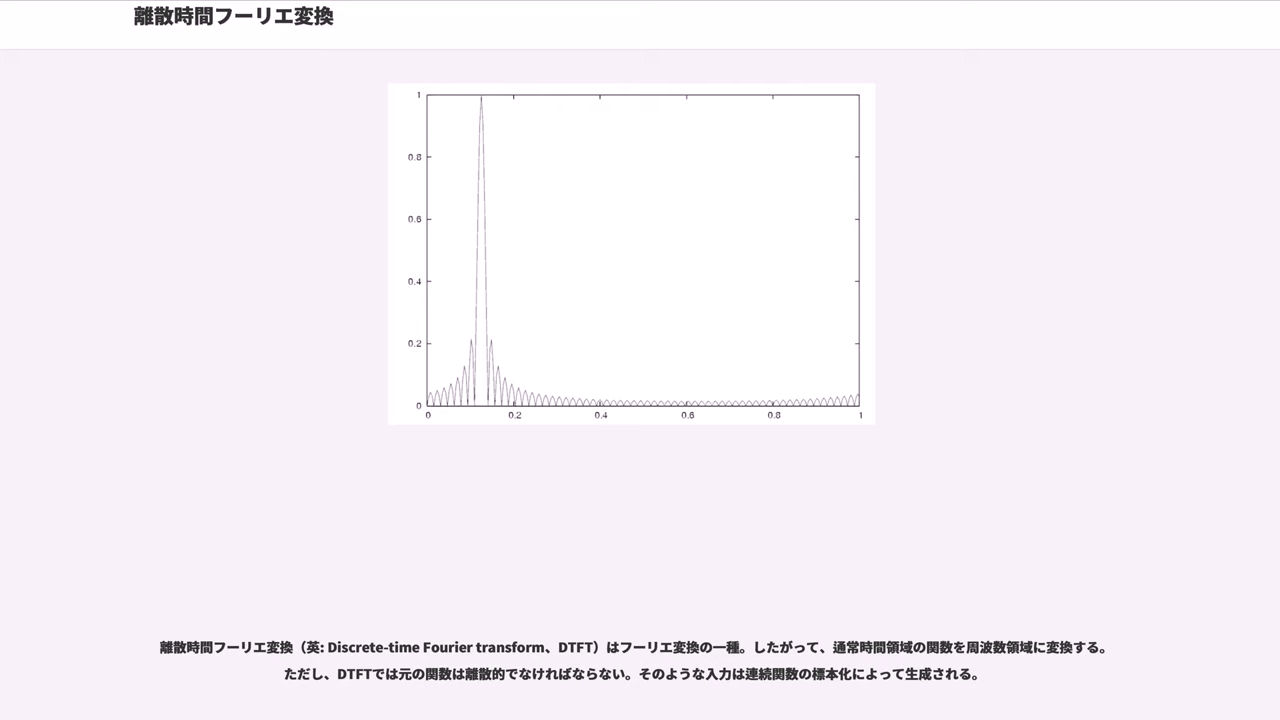 離散時間フーリエ変換
1
0.8
0.6
0.4
0.2
0
0 0.2 0.4 0.6 0.8 1
離散時間フーリエ変換（英: Discrete-time Fourier transform、DTFT）はフーリエ変換の一種。したがって、通常時間領域の関数を周波数領域に変換する。
ただし、DTFTでは元の関数は離散的でなければならない。そのような入力は連続関数の標本化によって生成される。